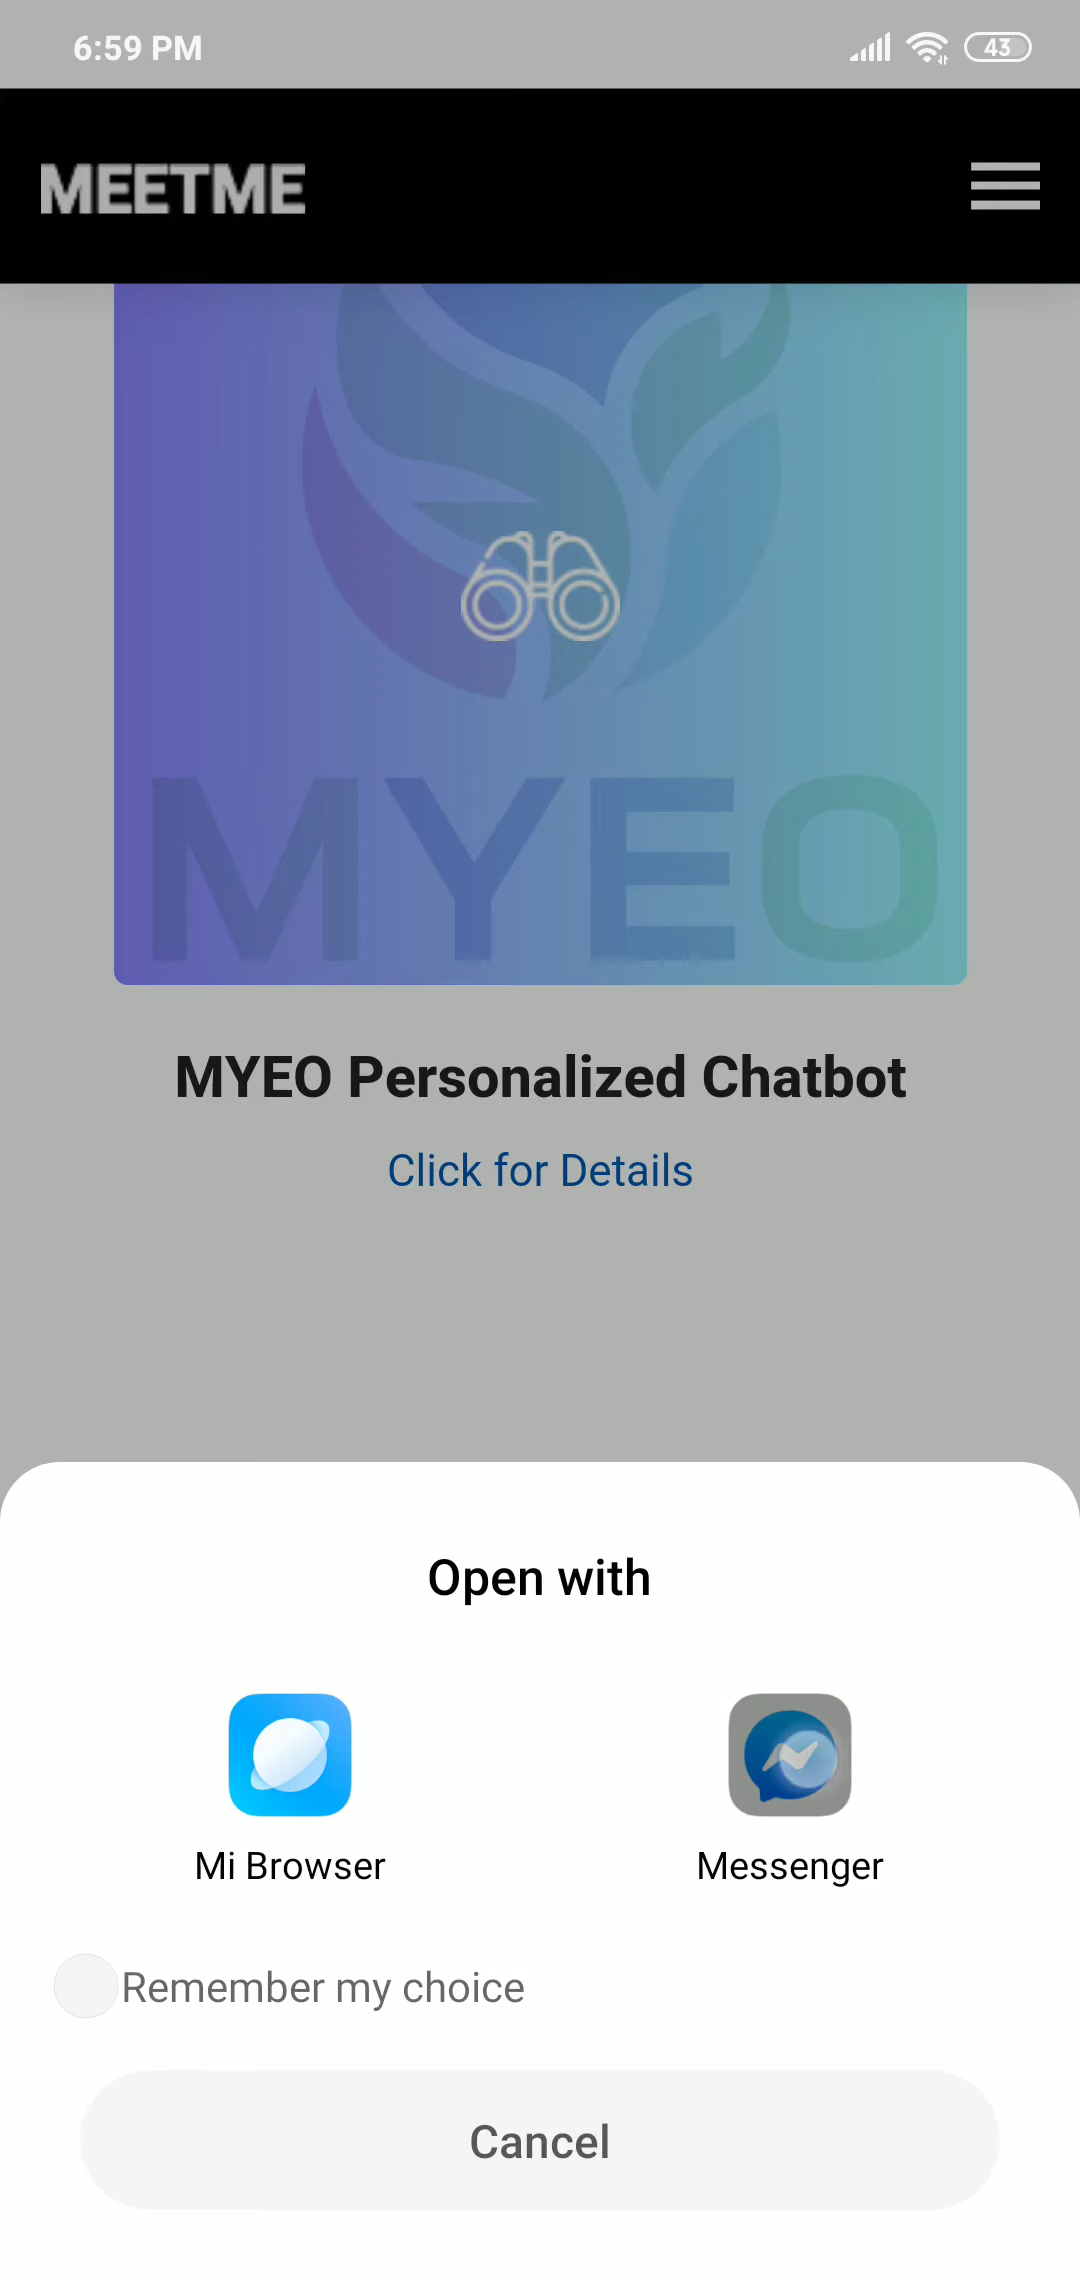 6:59 PM
43
MEETME
MYEO
MYEO Personalized Chatbot
Click for Details
Open with
Mi Browser
Messenger
Remember my choice
Cancel